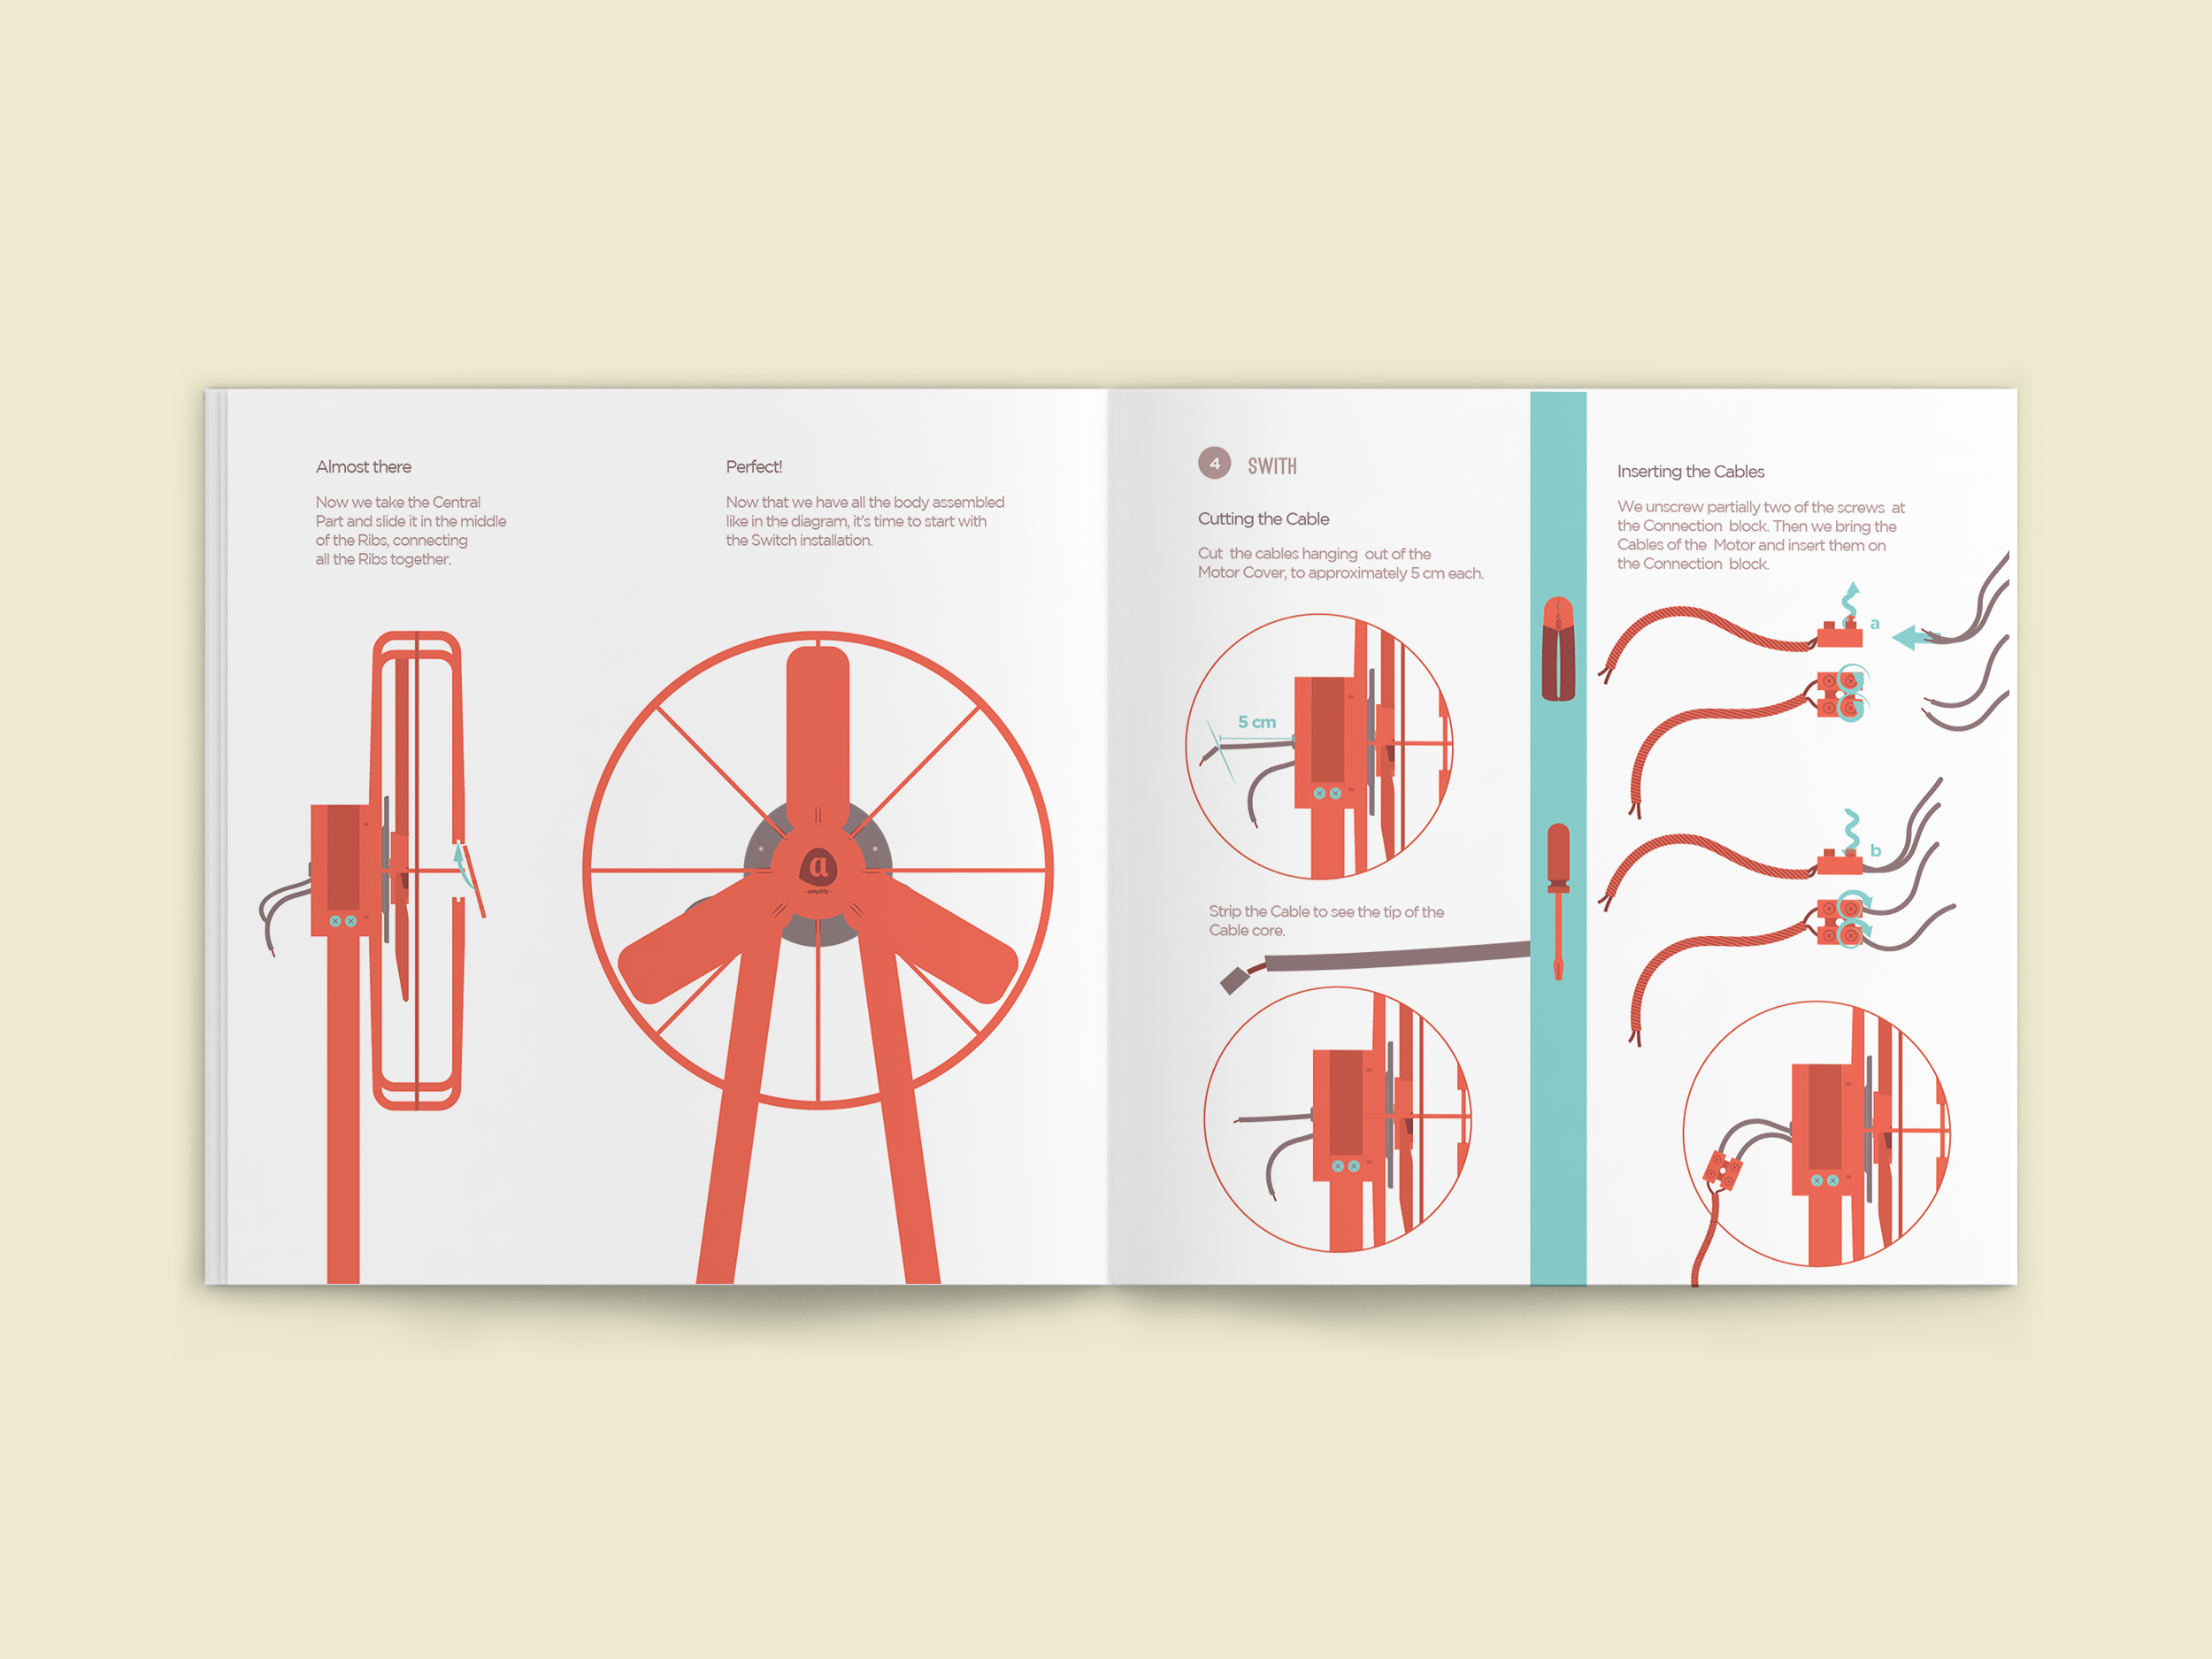 Almost there
Now we take the Central
Part and slide it in the middle
of the Ribs, connecting
all the Ribs together.
Perfect!
Now that we have all the body assembled
like in the diagram, it's time to start with
the Switch installation.
a
· amplify ·
4 SWITH
Cutting the Cable
Cut the cables hanging out of the
Motor Cover, to approximately 5 cm each.
5 cm
Strip the Cable to see the tip of the
Cable core.
Inserting the Cables
We unscrew partially two of the screws at
the Connection block. Then we bring the
Cables of the Motor and insert them on
the Connection block.
a
b